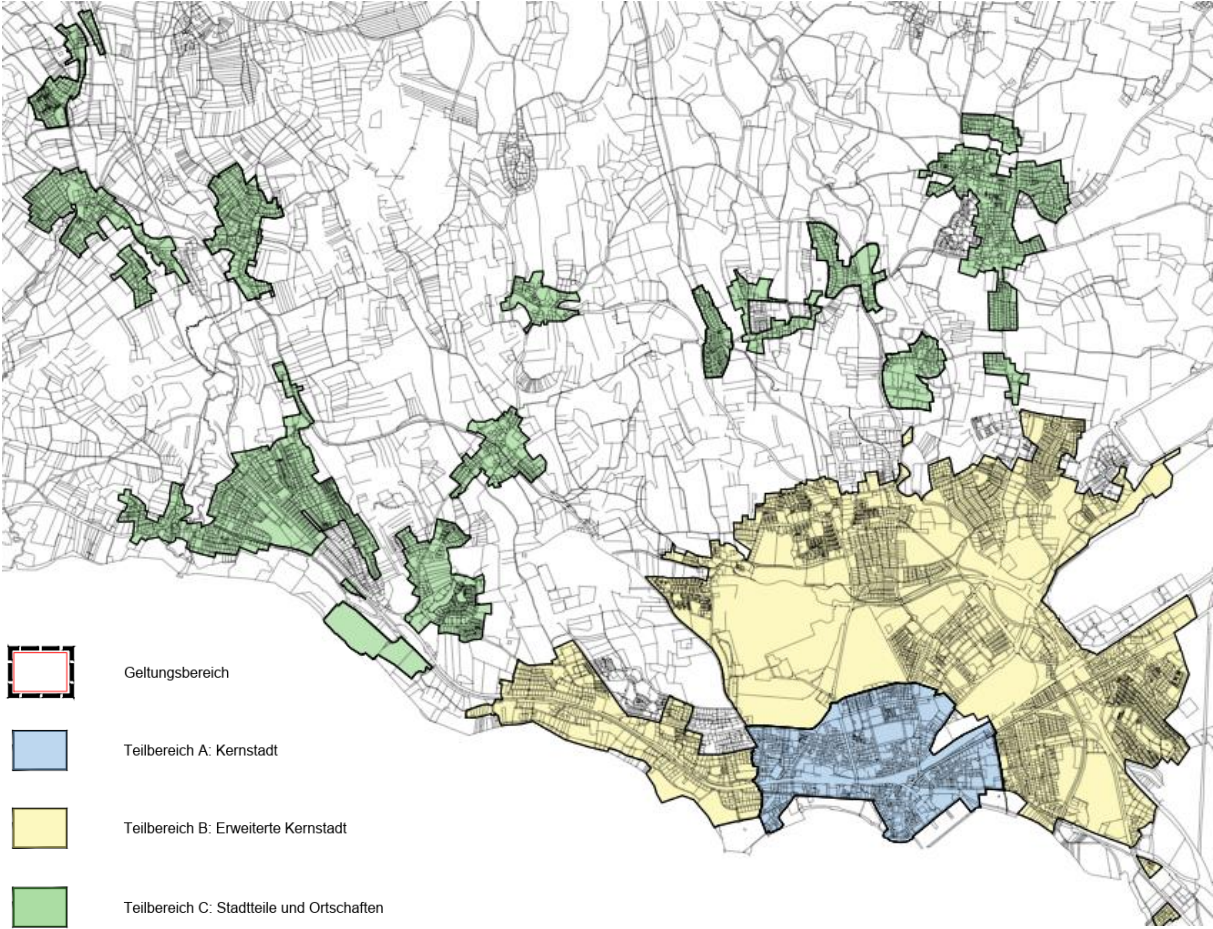 Geltungsbereich
Teilbereich A: Kernstadt
Teilbereich B: Erweiterte Kernstadt
Teilbereich C: Stadtteile und Ortschaften